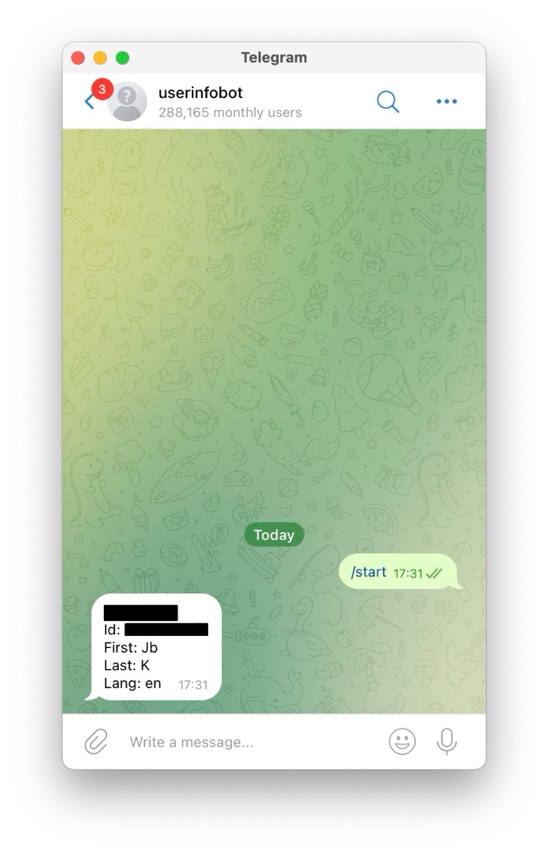 Telegram
3
userinfobot
288,165 monthly users
Today
/start 17:31
Id:
First: Jb
Last: K
Lang: en 17:31
Write a message...